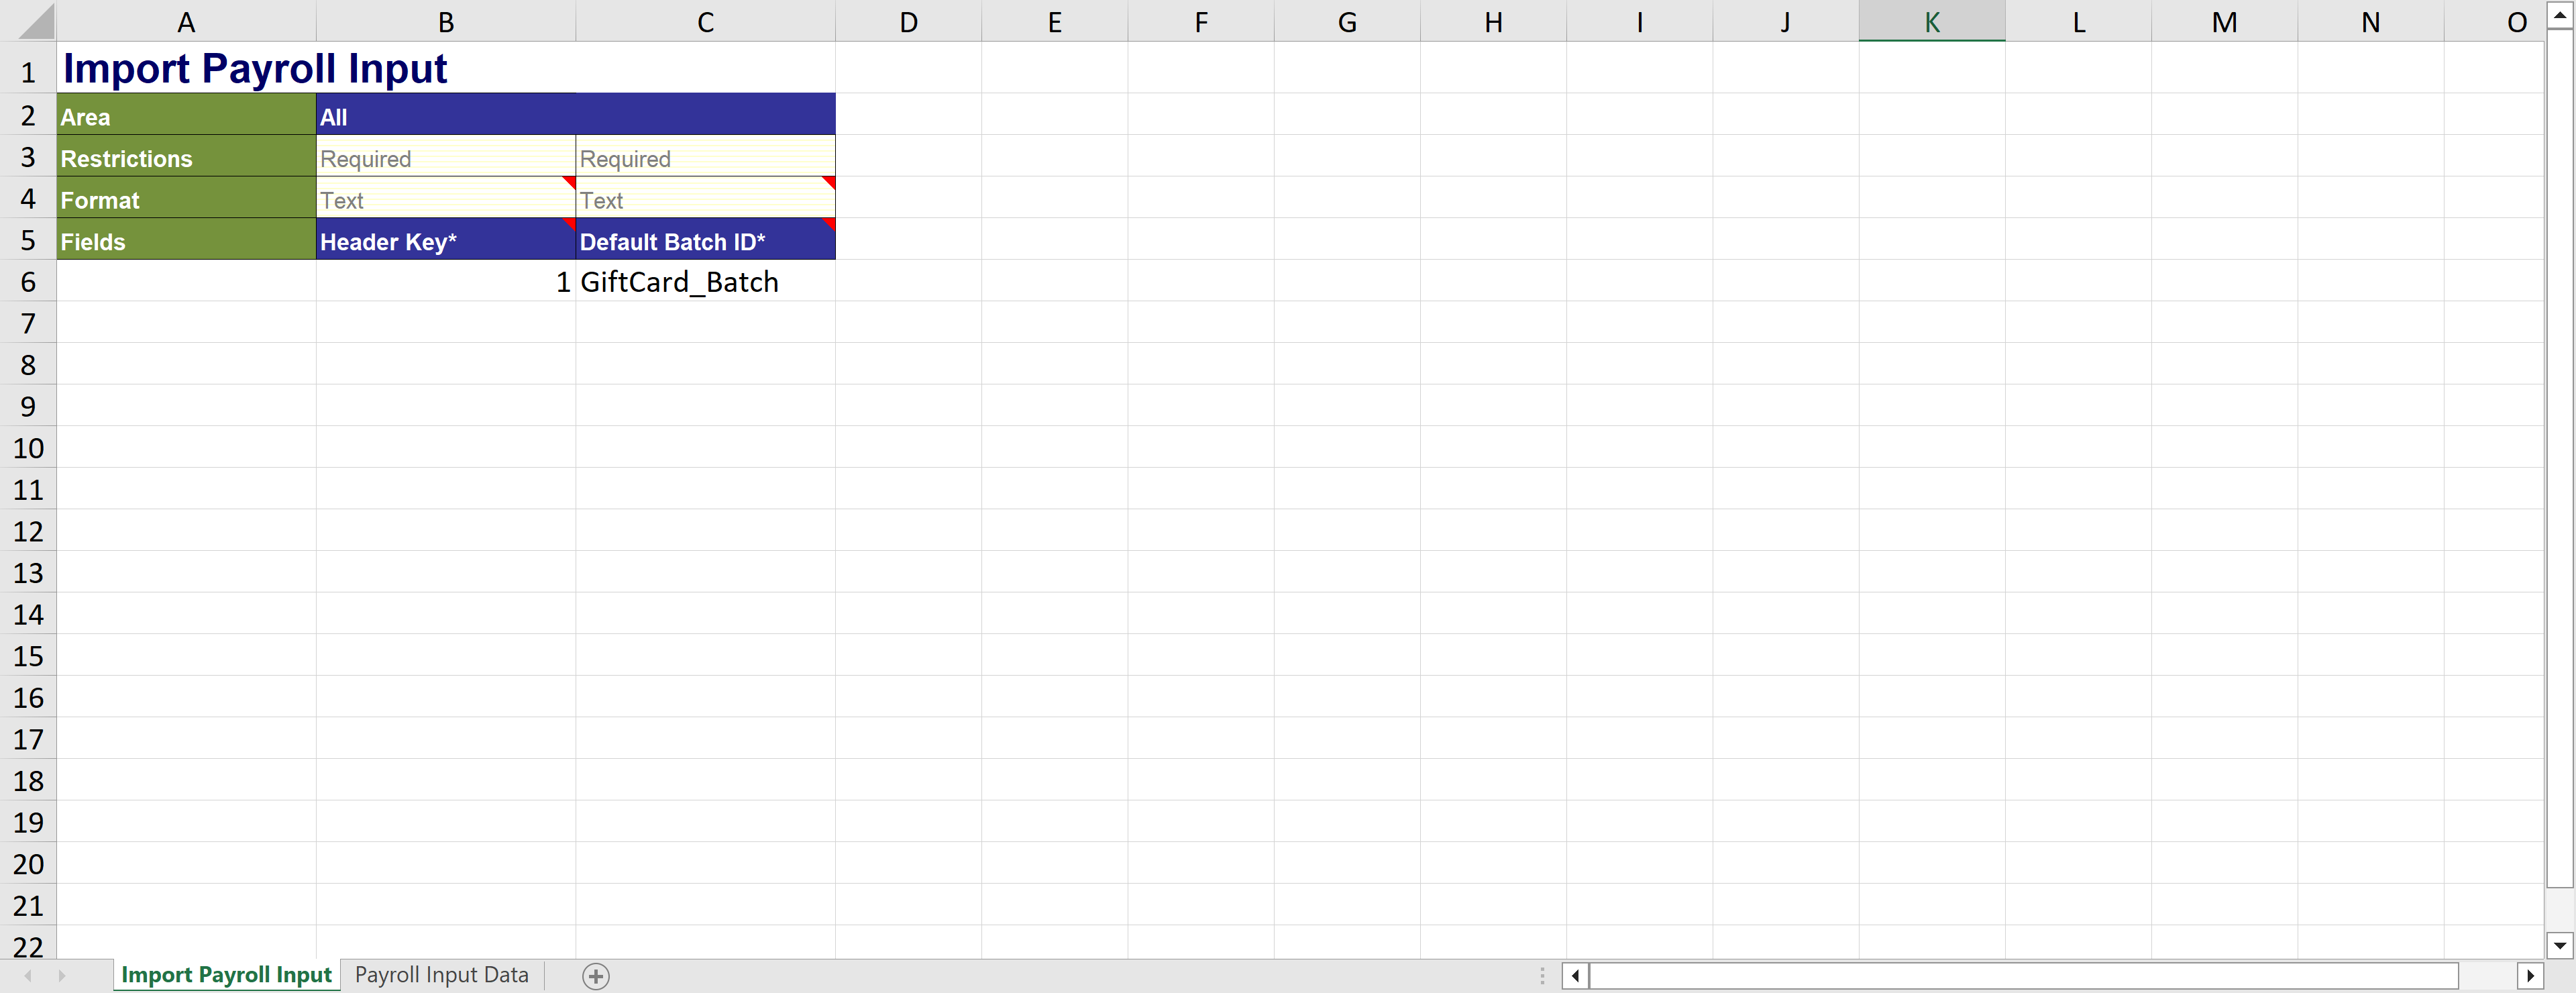 A B C D E F G H I J K L M N O
1 Import Payroll Input
2 Area All
3 Restrictions Required Required
4 Format Text Text
5 Fields Header Key* Default Batch ID*
6 1 GiftCard_Batch
7
8
9
10
11
12
13
14
15
16
17
18
19
20
21
22
Import Payroll Input Payroll Input Data